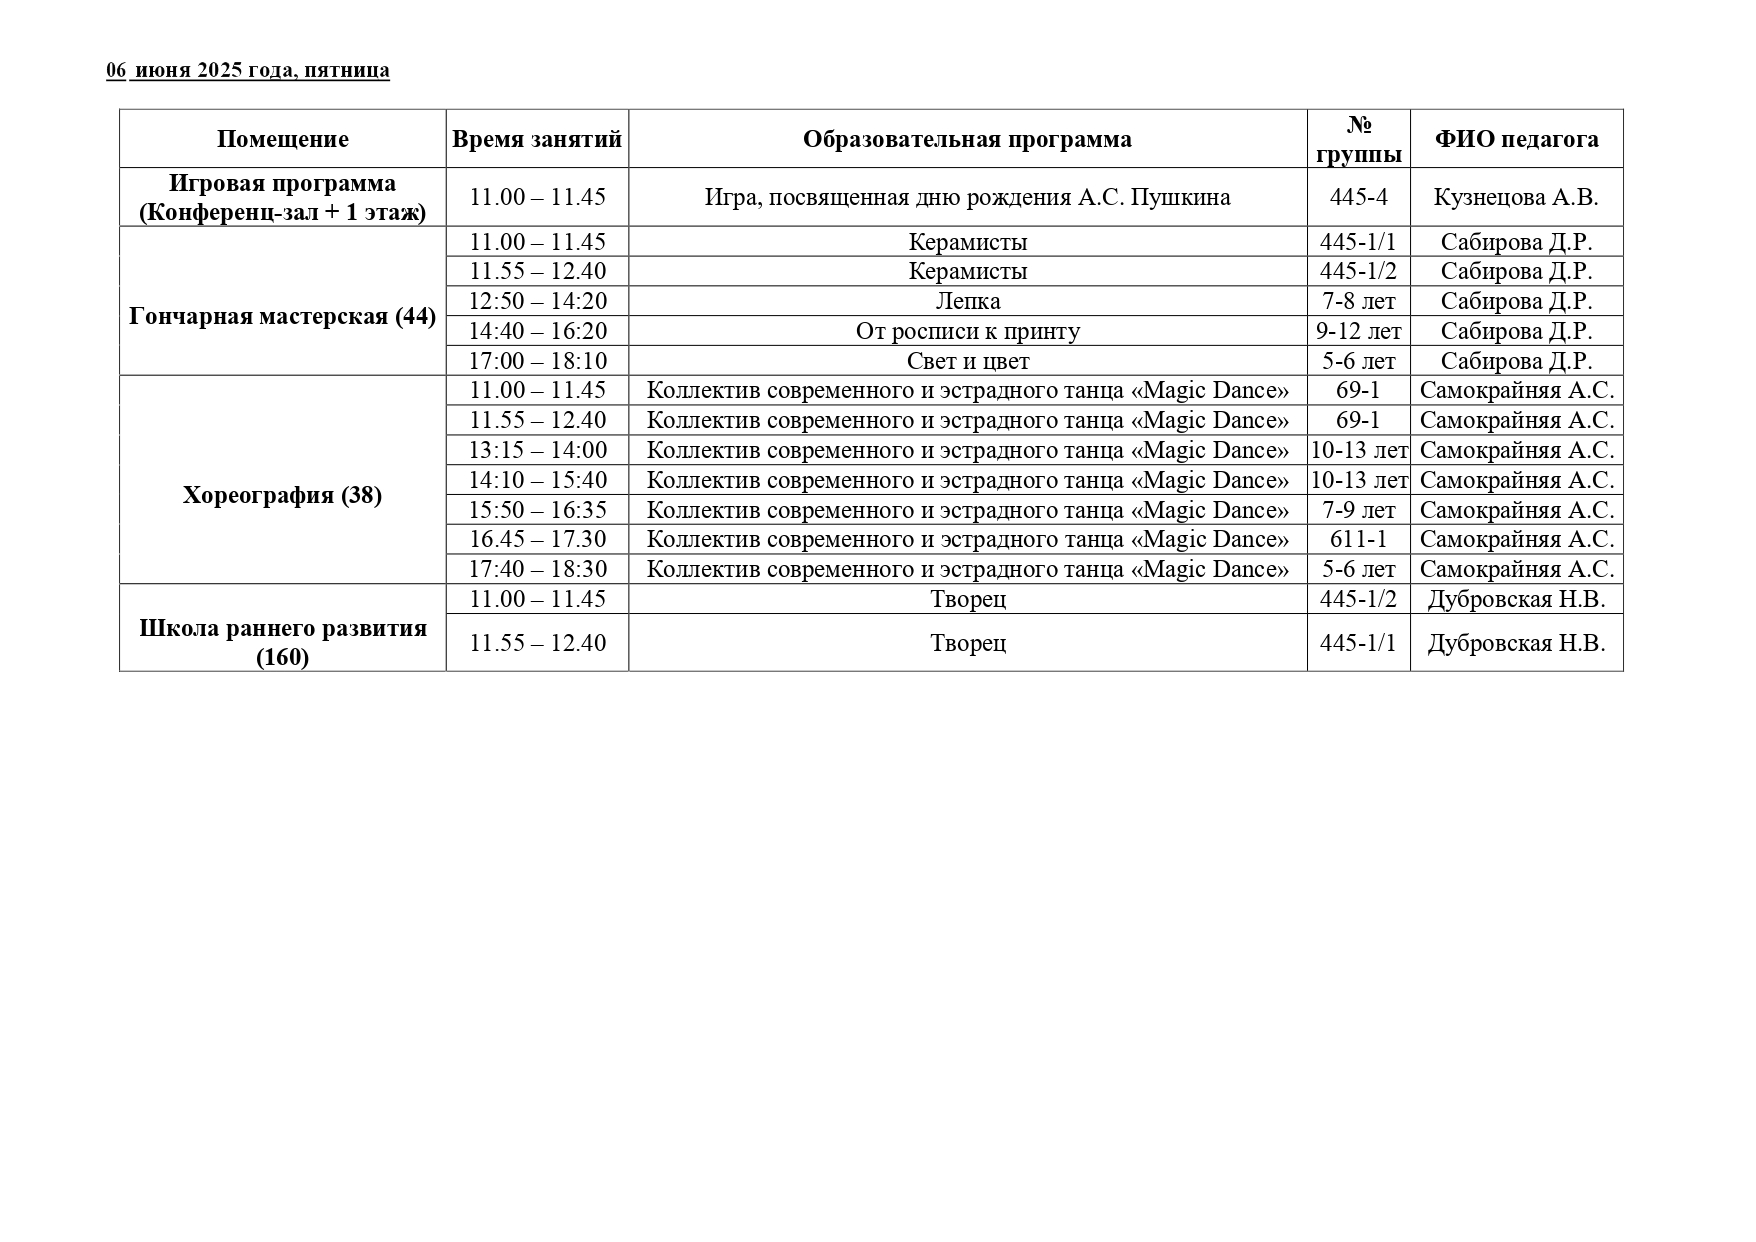 06 июня 2025 года, пятница
Помещение Время занятий Образовательная программа № группы ФИО педагога
Игровая программа (Конференц-зал + 1 этаж) 11.00 – 11.45 Игра, посвященная дню рождения А.С. Пушкина 445-4 Кузнецова А.В.
Гончарная мастерская (44) 11.00 – 11.45 Керамисты 445-1/1 Сабирова Д.Р.
11.55 – 12.40 Керамисты 445-1/2 Сабирова Д.Р.
12:50 – 14:20 Лепка 7-8 лет Сабирова Д.Р.
14:40 – 16:20 От росписи к принту 9-12 лет Сабирова Д.Р.
17:00 – 18:10 Свет и цвет 5-6 лет Сабирова Д.Р.
Хореография (38) 11.00 – 11.45 Коллектив современного и эстрадного танца «Magic Dance» 69-1 Самокрайняя А.С.
11.55 – 12.40 Коллектив современного и эстрадного танца «Magic Dance» 69-1 Самокрайняя А.С.
13:15 – 14:00 Коллектив современного и эстрадного танца «Magic Dance» 10-13 лет Самокрайняя А.С.
14:10 – 15:40 Коллектив современного и эстрадного танца «Magic Dance» 10-13 лет Самокрайняя А.С.
15:50 – 16:35 Коллектив современного и эстрадного танца «Magic Dance» 7-9 лет Самокрайняя А.С.
16.45 – 17.30 Коллектив современного и эстрадного танца «Magic Dance» 611-1 Самокрайняя А.С.
17:40 – 18:30 Коллектив современного и эстрадного танца «Magic Dance» 5-6 лет Самокрайняя А.С.
Школа раннего развития (160) 11.00 – 11.45 Творец 445-1/2 Дубровская Н.В.
11.55 – 12.40 Творец 445-1/1 Дубровская Н.В.